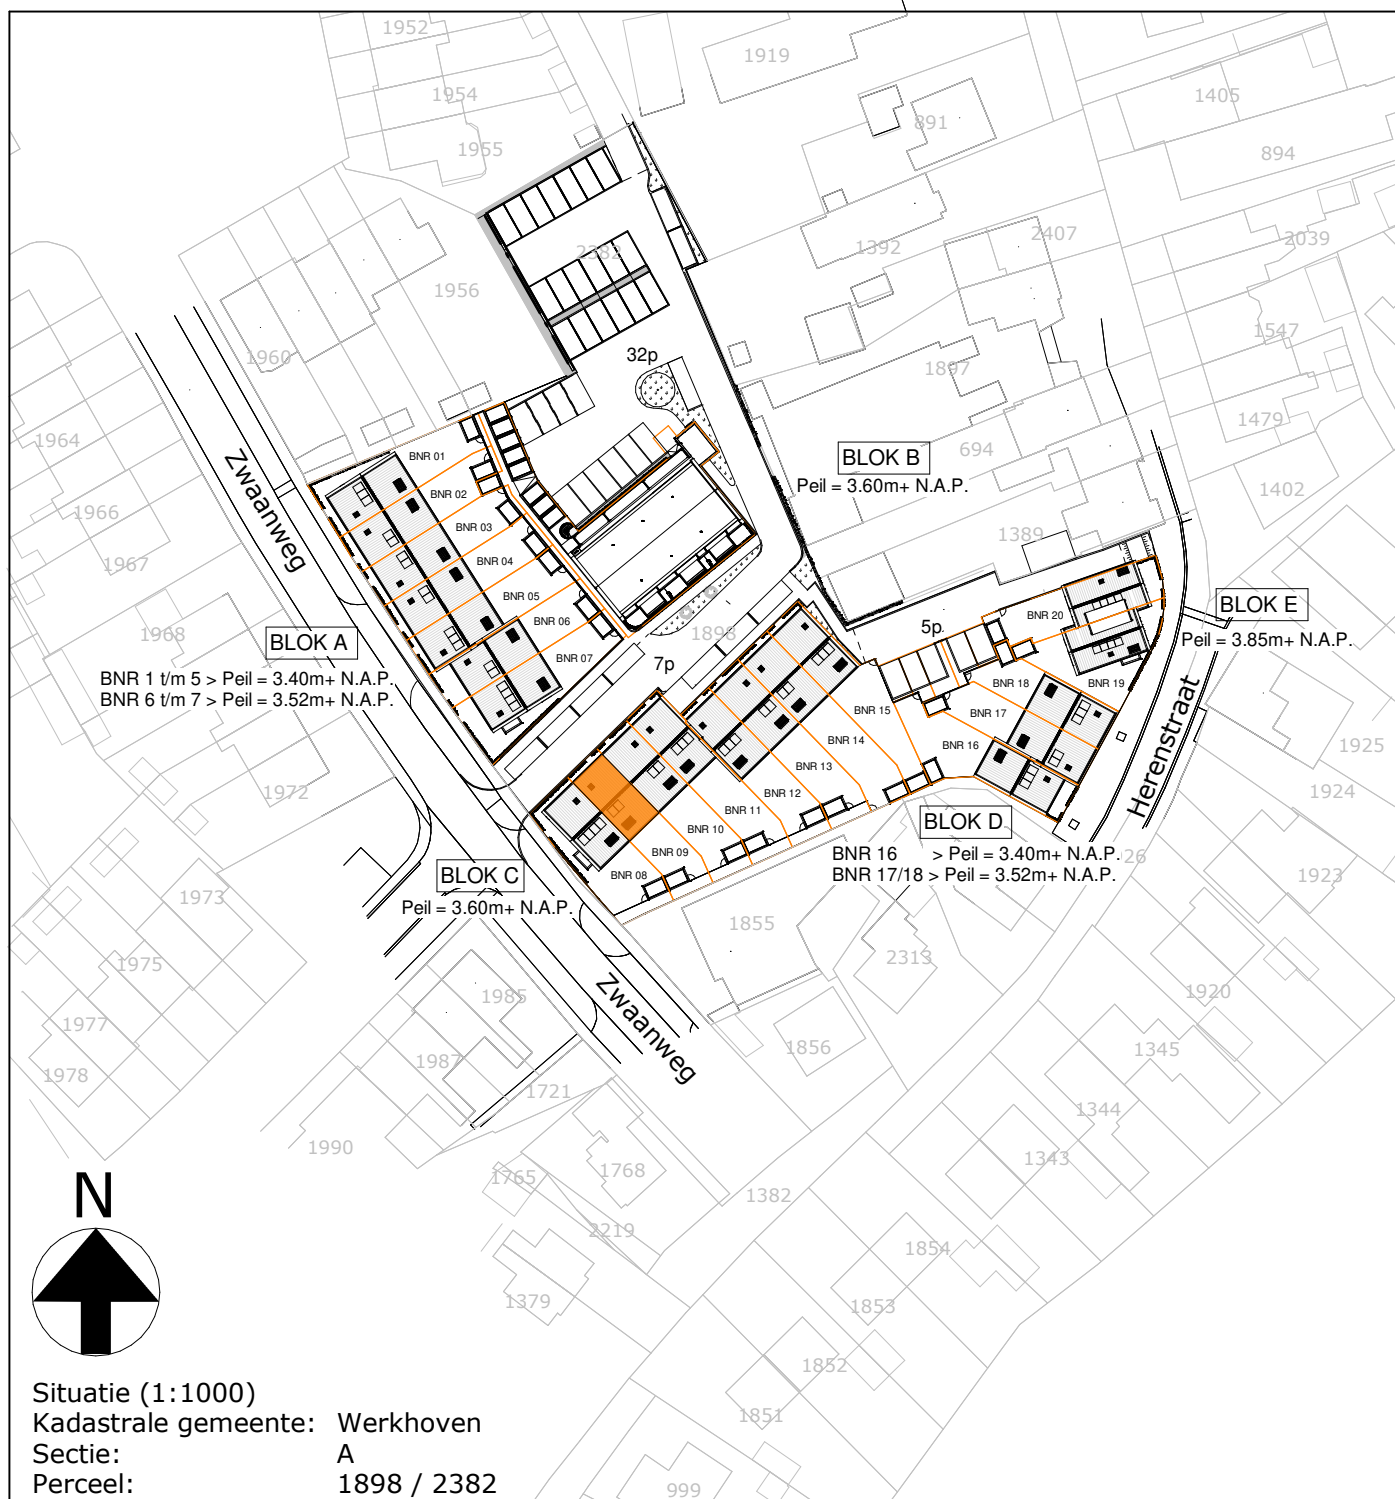 1952
1919
1954
1405
891
1955
894
2382
1392
2407
2039
1956
1547
1960
32p
1897
1479
1964
Zwaanweg
BNR 01
694
BLOK B
Peil = 3.60m+ N.A.P.
BNR 02
1402
1966
BNR 03
1389
1967
BNR 04
BNR 05
BLOK E
Peil = 3.85m+ N.A.P.
1968
BNR 06
1898
BNR 20
5p.
BLOK A
BNR 1 t/m 5 > Peil = 3.40m+ N.A.P.
BNR 6 t/m 7 > Peil = 3.52m+ N.A.P.
BNR 07
7p
BNR 18
BNR 19
BNR 15
BNR 17
1925
BNR 14
BNR 16
Herenstraat
BNR 13
1972
BNR 12
1924
BNR 11
BLOK D
BNR 16 > Peil = 3.40m+ N.A.P.
BNR 17/18 > Peil = 3.52m+ N.A.P.
BNR 10
BNR 09
BNR 08
BLOK C
Peil = 3.60m+ N.A.P.
1923
1973
1855
2313
1975
1985
Zwaanweg
1920
1977
1856
1345
1987
1978
1721
1344
1990
1343
1768
1765
1382
2219
N
1854
1379
1853
1852
1851
999
Situatie (1:1000)
Kadastrale gemeente: Werkhoven
Sectie: A
Perceel: 1898 / 2382